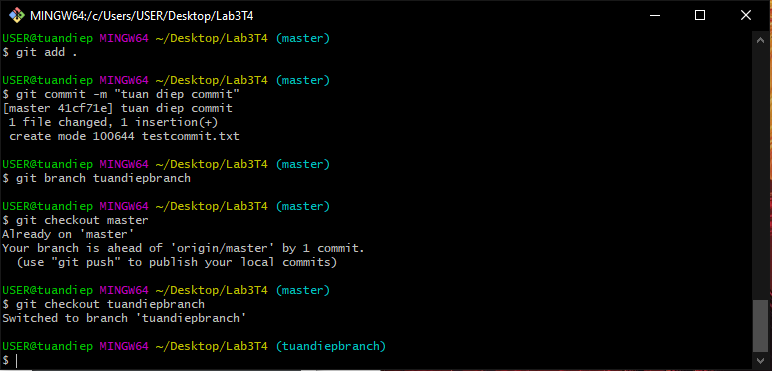 MINGW64:/c/Users/USER/Desktop/Lab3T4
USER@tuandiep MINGW64 ~/Desktop/Lab3T4 (master)
$ git add .
USER@tuandiep MINGW64 ~/Desktop/Lab3T4 (master)
$ git commit -m "tuan diep commit"
[master 41cf71e] tuan diep commit
 1 file changed, 1 insertion(+)
 create mode 100644 testcommit.txt
USER@tuandiep MINGW64 ~/Desktop/Lab3T4 (master)
$ git branch tuandiepbranch
USER@tuandiep MINGW64 ~/Desktop/Lab3T4 (master)
$ git checkout master
Already on 'master'
Your branch is ahead of 'origin/master' by 1 commit.
  (use "git push" to publish your local commits)
USER@tuandiep MINGW64 ~/Desktop/Lab3T4 (master)
$ git checkout tuandiepbranch
Switched to branch 'tuandiepbranch'
USER@tuandiep MINGW64 ~/Desktop/Lab3T4 (tuandiepbranch)
$